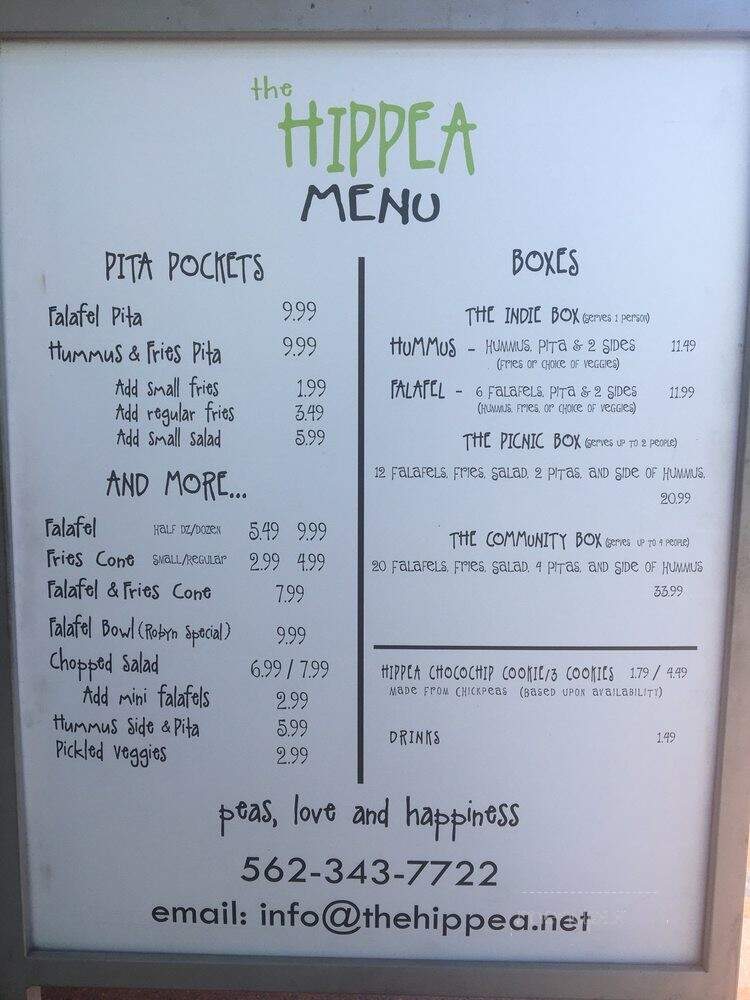 the
HIPPEA
MENU
PITA POCKETS
Falafel Pita 9.99
Hummus & Fries Pita 9.99
Add small fries 1.99
Add regular fries 3.49
Add small salad 5.99
AND MORE...
Falafel HALF DZ/DOZEN 5.49 9.99
Fries Cone SMALL/REGULAR 2.99 4.99
Falafel & Fries Cone 7.99
Falafel Bowl (Robyn Special) 9.99
Chopped Salad 6.99 / 7.99
Add mini falafels 2.99
Hummus Side & Pita 5.99
Pickled Veggies 2.99
BOXES
THE INDIE BOX (serves 1 person)
HUMMUS - HUMMUS, PITA & 2 SIDES 11.49
(FRIES OR CHOICE OF VEGGIES)
FALAFEL - 6 FALAFELS, PITA & 2 SIDES 11.99
(HUMMUS, FRIES, OR CHOICE OF VEGGIES)
THE PICNIC BOX (SERVES UP TO 2 PEOPLE)
12 FALAFELS, FRIES, SALAD, 2 PITAS, AND SIDE OF HUMMUS.
20.99
THE COMMUNITY BOX (SERVES UP TO 4 PEOPLE)
20 FALAFELS, FRIES, SALAD, 4 PITAS, AND SIDE OF HUMMUS
33.99
HIPPEA CHOCOCHIP COOKIE/3 COOKIES 1.79 / 4.49
MADE FROM CHICKPEAS (BASED UPON AVAILABILITY)
DRINKS 1.49
peas, love and happiness
562-343-7722
email: info@thehippea.net